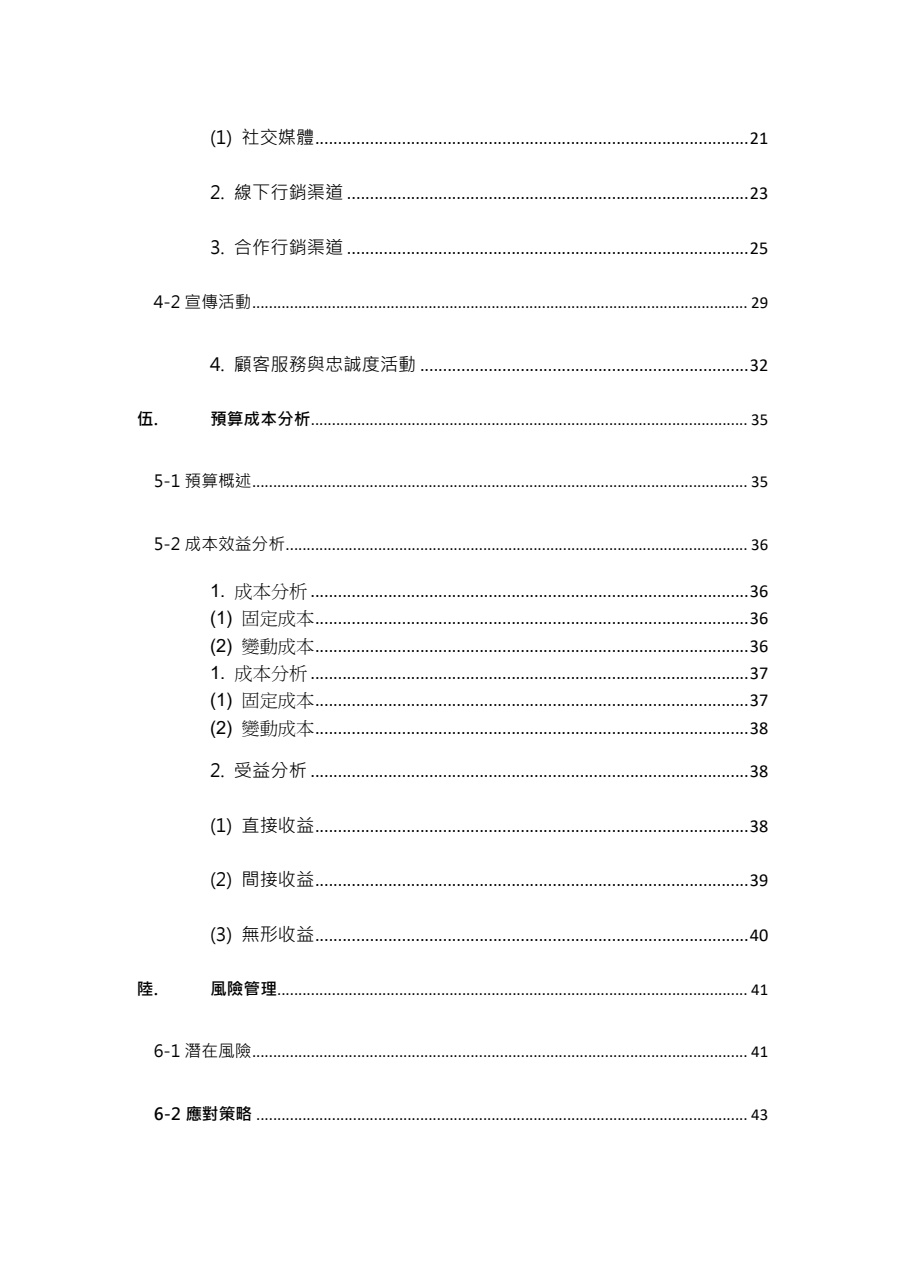 (1) 社交媒體................................................................................................21
2. 線下行銷渠道 ........................................................................................23
3. 合作行銷渠道 ........................................................................................25
4-2 宣傳活動...................................................................................................................... 29
4. 顧客服務與忠誠度活動 ........................................................................32
伍. 預算成本分析........................................................................................................ 35
5-1 預算概述...................................................................................................................... 35
5-2 成本效益分析.............................................................................................................. 36
1. 成本分析 ................................................................................................36
(1) 固定成本...............................................................................................36
(2) 變動成本...............................................................................................36
1. 成本分析 ................................................................................................37
(1) 固定成本...............................................................................................37
(2) 變動成本...............................................................................................38
2. 受益分析 ................................................................................................38
(1) 直接收益...............................................................................................38
(2) 間接收益...............................................................................................39
(3) 無形收益...............................................................................................40
陸. 風險管理................................................................................................................ 41
6-1 潛在風險...................................................................................................................... 41
6-2 應對策略 ..................................................................................................................... 43